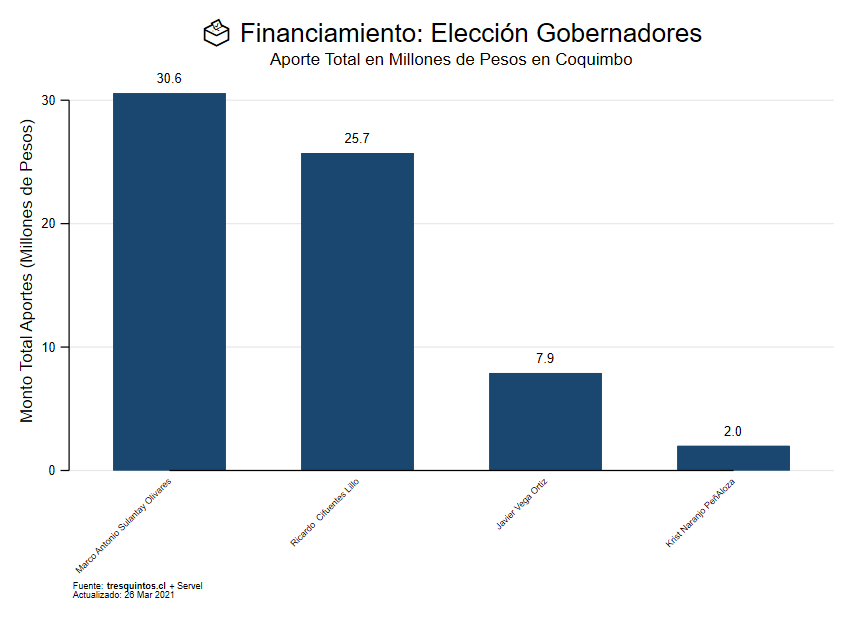 Financiamiento: Elección Gobernadores
Aporte Total en Millones de Pesos en Coquimbo
Monto Total Aportes (Millones de Pesos)
30
20
10
0
30.6
25.7
7.9
2.0
Marco Antonio Sulantay Olivares
Ricardo Cifuentes Lillo
Javier Vega Ortiz
Krist Naranjo PeñAloza
Fuente: tresquintos.cl + Servel
Actualizado: 26 Mar 2021